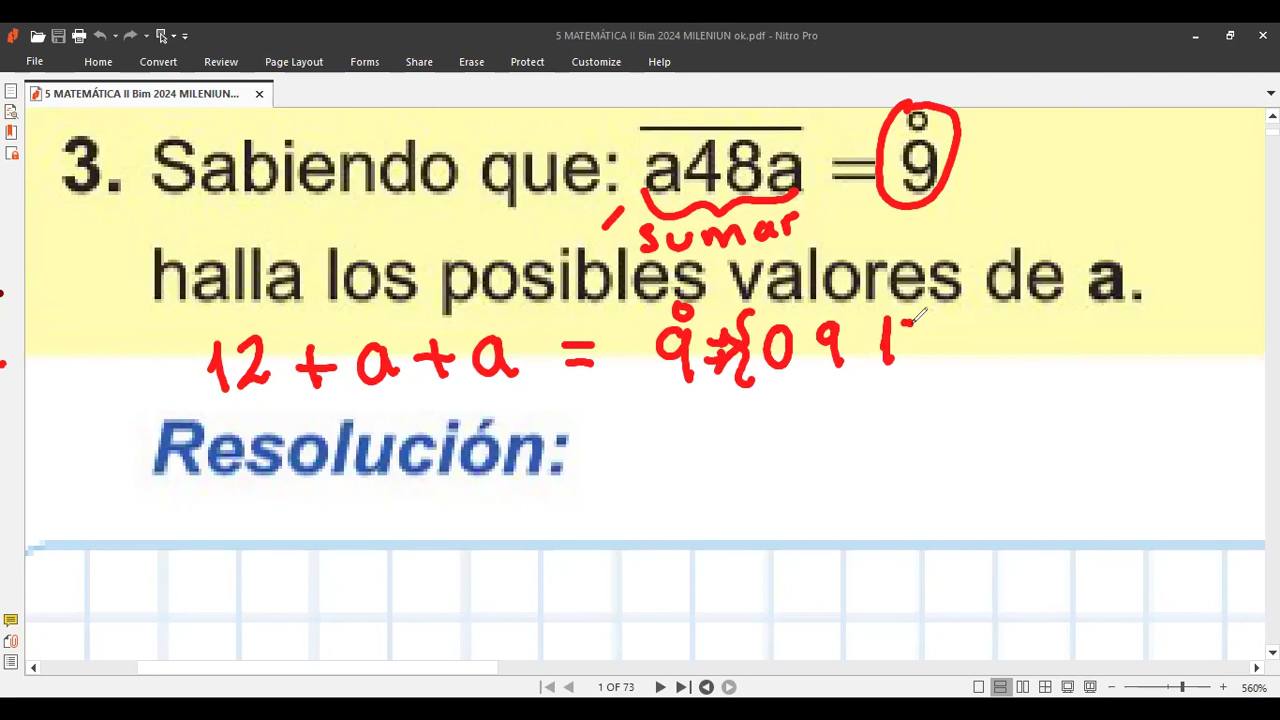 5 MATEMÁTICA II Bim 2024 MILENIUN ok.pdf - Nitro Pro
File Home Convert Review Page Layout Forms Share Erase Protect Customize Help
5 MATEMÁTICA II Bim 2024 MILENIUN...
3. Sabiendo que: a48a = 9
sumar
halla los posibles valores de a.
12 + a + a = 9 {0 9 1
Resolución:
1 OF 73
560%